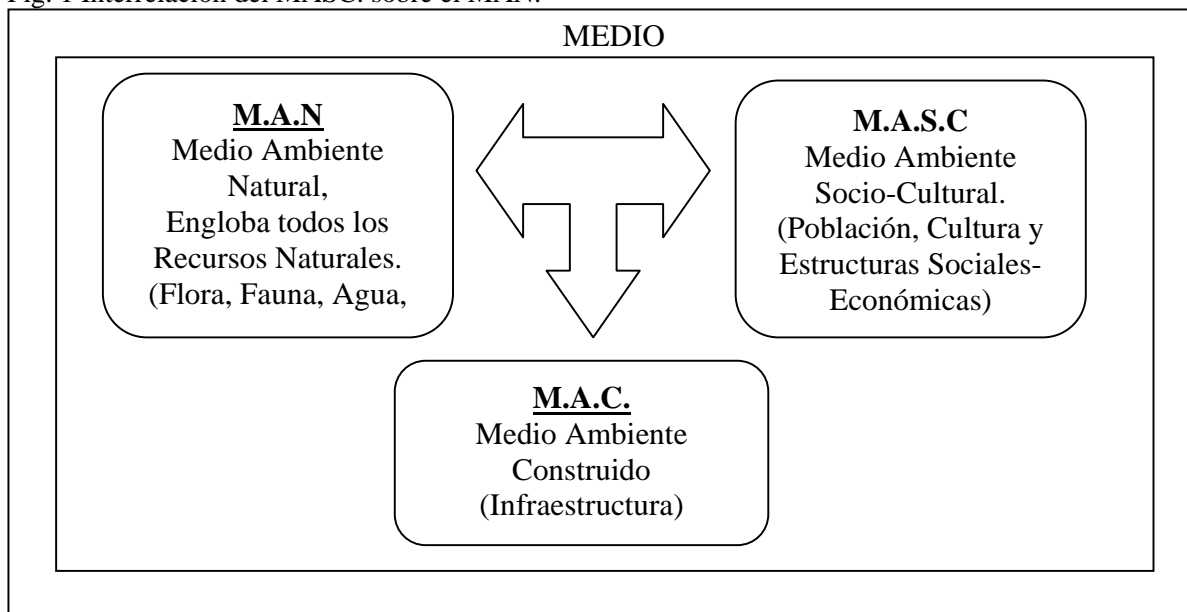 Fig. 1 Interrelación del MASC. sobre el MAN.
MEDIO
M.A.N
Medio Ambiente
Natural,
Engloba todos los
Recursos Naturales.
(Flora, Fauna, Agua,
M.A.S.C
Medio Ambiente
Socio-Cultural.
(Población, Cultura y
Estructuras Sociales-
Económicas)
M.A.C.
Medio Ambiente
Construido
(Infraestructura)